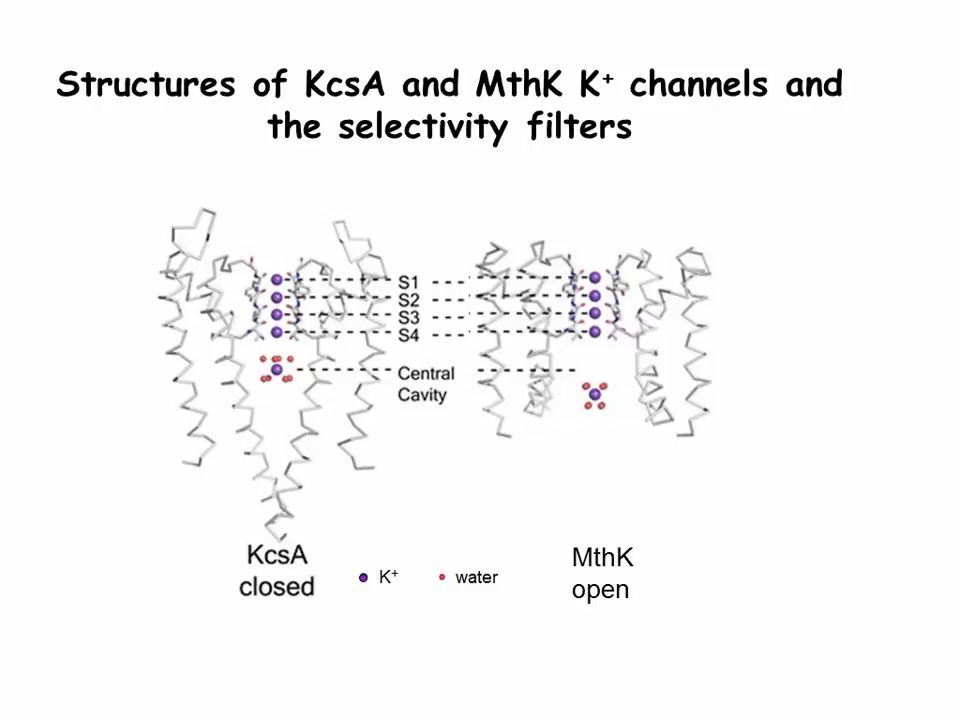 Structures of KcsA and MthK K⁺ channels and
the selectivity filters
S1
S2
S3
S4
Central
Cavity
KcsA
closed
K⁺
water
MthK
open